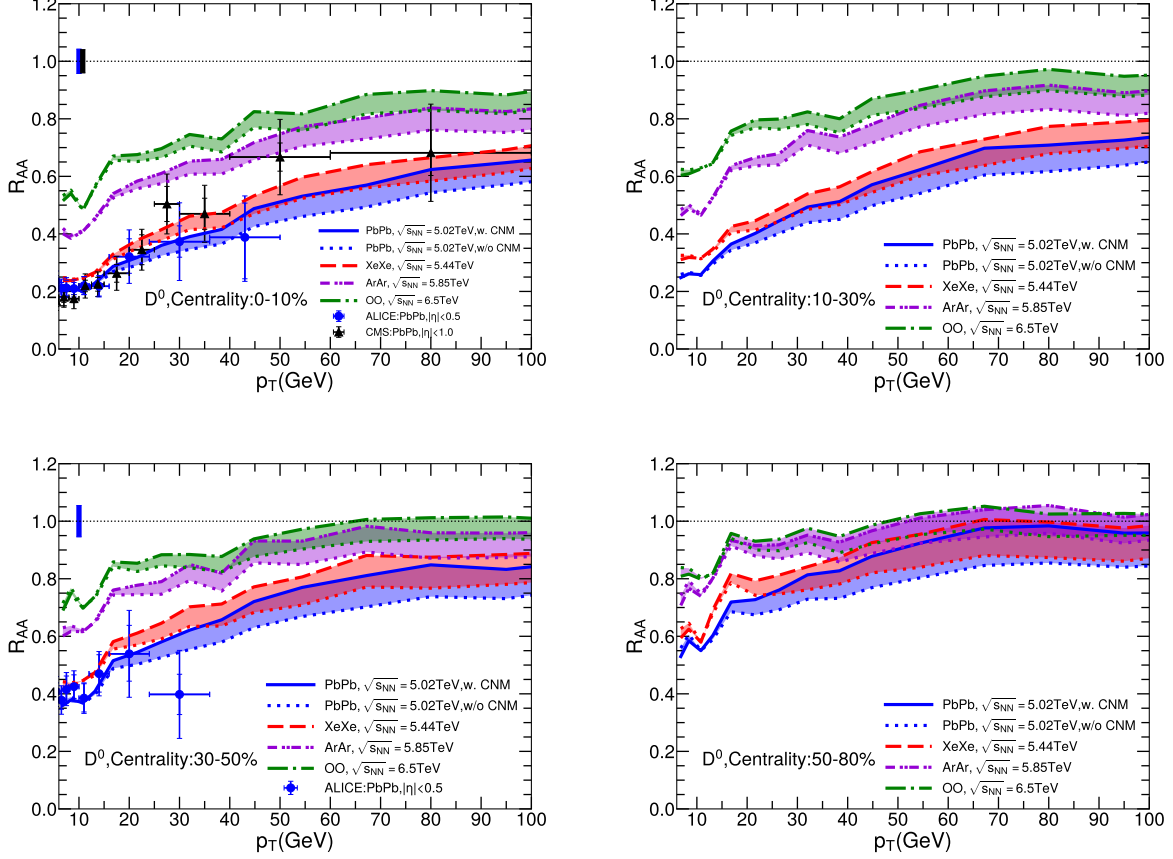 1.2
1.0
0.8
0.6
0.4
0.2
0.0
R_AA
PbPb, √s_NN = 5.02TeV,w. CNM
PbPb, √s_NN = 5.02TeV,w/o CNM
XeXe, √s_NN = 5.44TeV
ArAr, √s_NN = 5.85TeV
OO, √s_NN = 6.5TeV
ALICE:PbPb,|η|<0.5
CMS:PbPb,|η|<1.0
D⁰,Centrality:0-10%
10 20 30 40 50 60 70 80 90 100
p_T(GeV)
1.2
1.0
0.8
0.6
0.4
0.2
0.0
R_AA
PbPb, √s_NN = 5.02TeV,w. CNM
PbPb, √s_NN = 5.02TeV,w/o CNM
XeXe, √s_NN = 5.44TeV
ArAr, √s_NN = 5.85TeV
OO, √s_NN = 6.5TeV
D⁰,Centrality:10-30%
10 20 30 40 50 60 70 80 90 100
p_T(GeV)
1.2
1.0
0.8
0.6
0.4
0.2
0.0
R_AA
PbPb, √s_NN = 5.02TeV,w. CNM
PbPb, √s_NN = 5.02TeV,w/o CNM
XeXe, √s_NN = 5.44TeV
ArAr, √s_NN = 5.85TeV
OO, √s_NN = 6.5TeV
ALICE:PbPb,|η|<0.5
D⁰,Centrality:30-50%
10 20 30 40 50 60 70 80 90 100
p_T(GeV)
1.2
1.0
0.8
0.6
0.4
0.2
0.0
R_AA
PbPb, √s_NN = 5.02TeV,w. CNM
PbPb, √s_NN = 5.02TeV,w/o CNM
XeXe, √s_NN = 5.44TeV
ArAr, √s_NN = 5.85TeV
OO, √s_NN = 6.5TeV
D⁰,Centrality:50-80%
10 20 30 40 50 60 70 80 90 100
p_T(GeV)